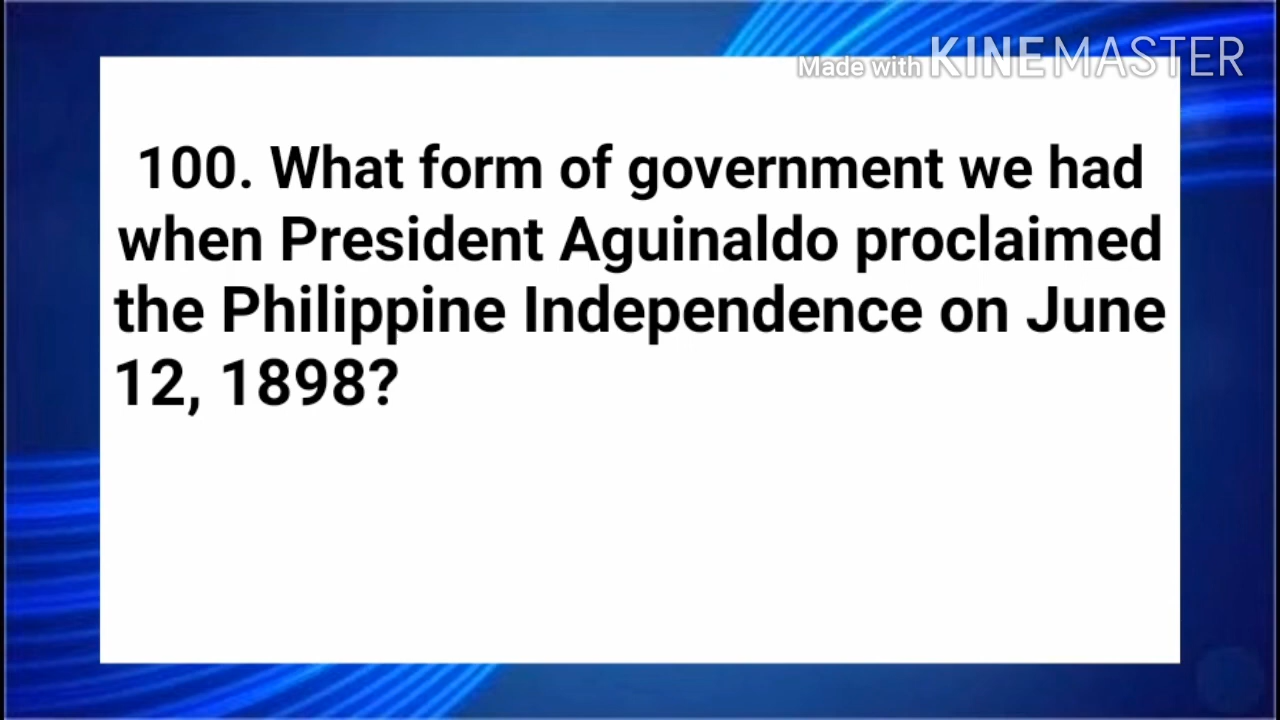 Made with KINEMASTER
100. What form of government we had
when President Aguinaldo proclaimed
the Philippine Independence on June
12, 1898?